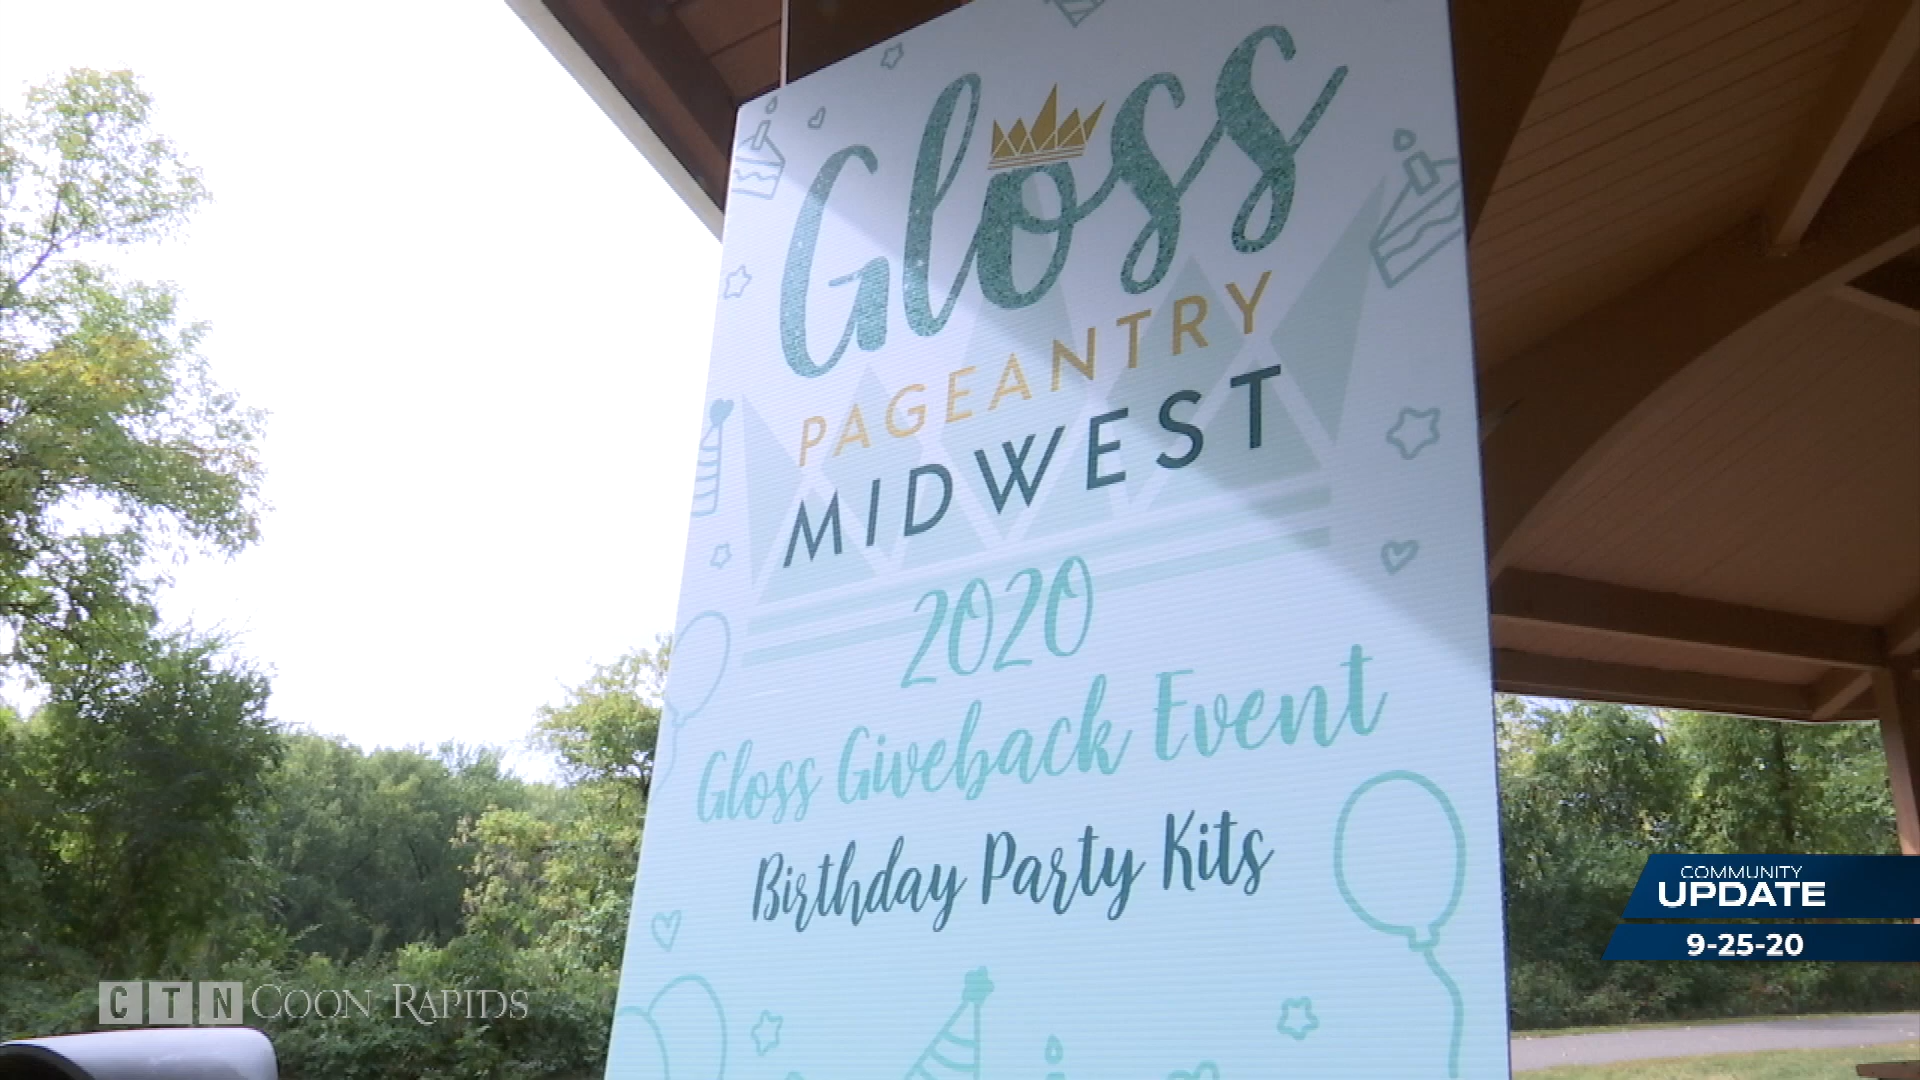 Gloss
PAGEANTRY
MIDWEST
2020
Gloss Giveback Event
Birthday Party Kits
COMMUNITY
UPDATE
9-25-20
CTN COON RAPIDS